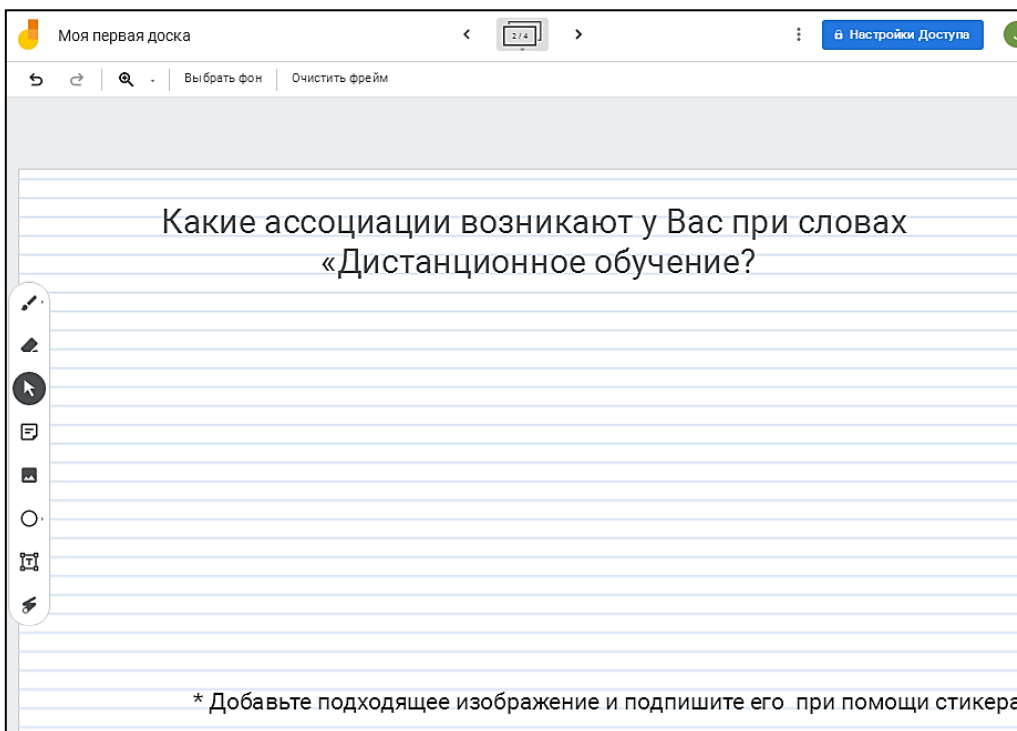 Моя первая доска
2/4
Настройки Доступа
Выбрать фон
Очистить фрейм
Какие ассоциации возникают у Вас при словах
«Дистанционное обучение?
* Добавьте подходящее изображение и подпишите его при помощи стикера